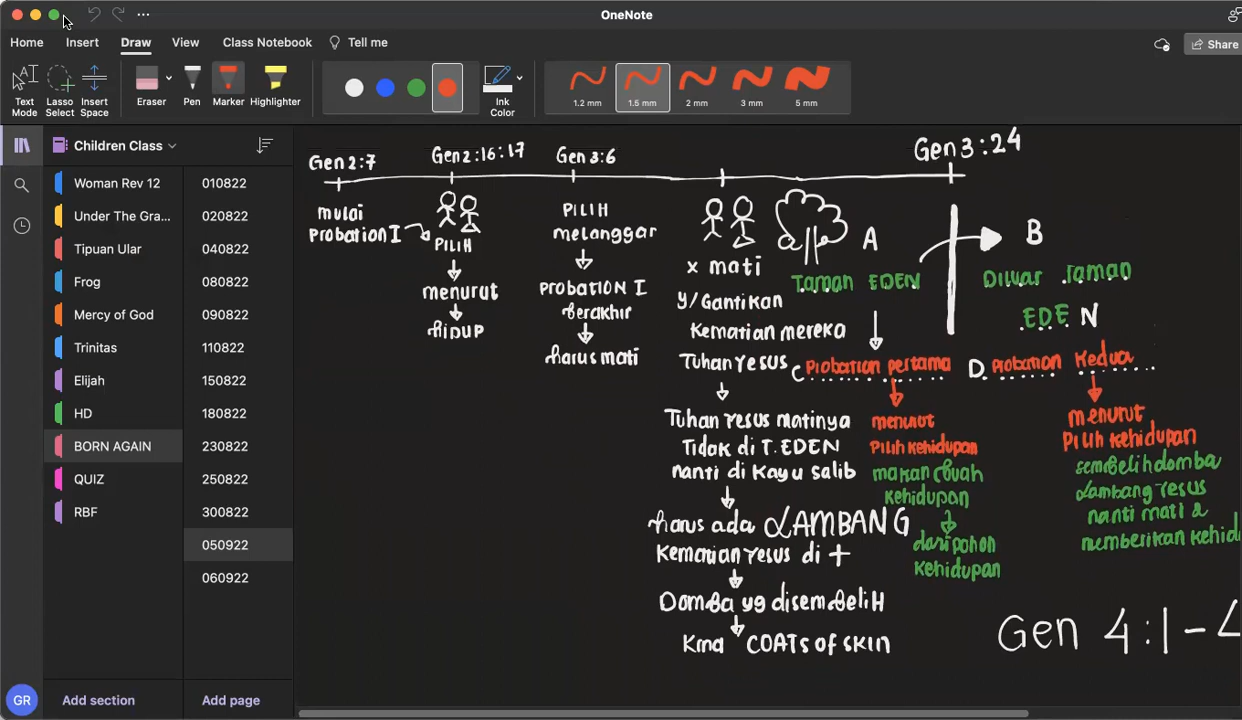 OneNote
Home
Insert
Draw
View
Class Notebook
Tell me
Share
Text Mode
Lasso Select
Insert Space
Eraser
Pen
Marker
Highlighter
Ink Color
1.2 mm
1.5 mm
2 mm
3 mm
5 mm
Children Class
Woman Rev 12
Under The Gra...
Tipuan Ular
Frog
Mercy of God
Trinitas
Elijah
HD
BORN AGAIN
QUIZ
RBF
010822
020822
040822
080822
090822
110822
150822
180822
230822
250822
300822
050922
060922
GR
Add section
Add page
Gen 2:7
mulai
probation I
Gen 2:16:17
PILIH
menurut
hidup
Gen 3:6
PILIH
melanggar
PROBATION I
berakhir
harus mati
x mati
y/Gantikan
Kematian mereka
Tuhan Yesus
Tuhan Yesus matinya
Tidak di T.EDEN
nanti di kayu salib
harus ada LAMBANG
Kematian Yesus di +
Domba yg disembelih
Krna COATS of SKIN
Gen 3:24
A
Taman EDEN
C Probation pertama
menurut
Pilih kehidupan
makan buah
kehidupan
dari pohon
kehidupan
B
Diluar Taman
EDEN
D Probation Kedua
menurut
Pilih kehidupan
sembelih domba
Lambang Yesus
nanti mati &
memberikan kehid
Gen 4:1-4